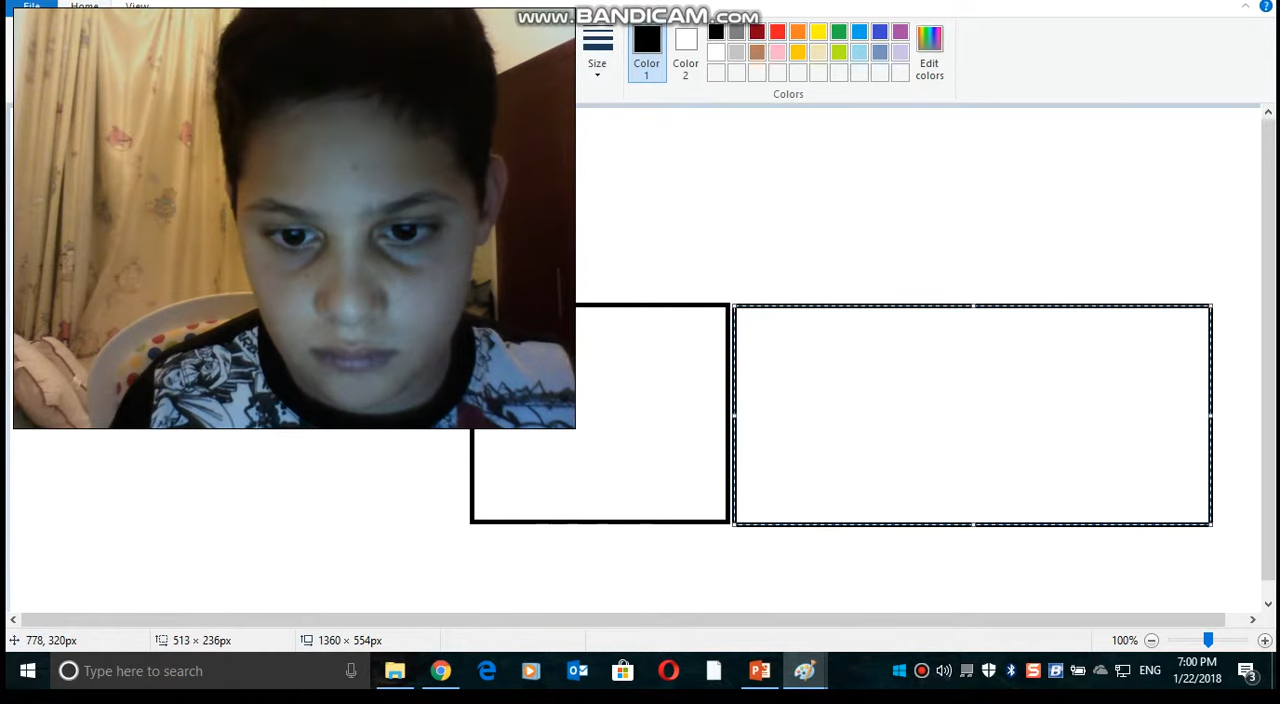 www.BANDICAM.com
File
Home
View
Size
Color
1
Color
2
Edit
colors
Colors
778, 320px
513 × 236px
1360 × 554px
100%
Type here to search
ENG
7:00 PM
1/22/2018
3